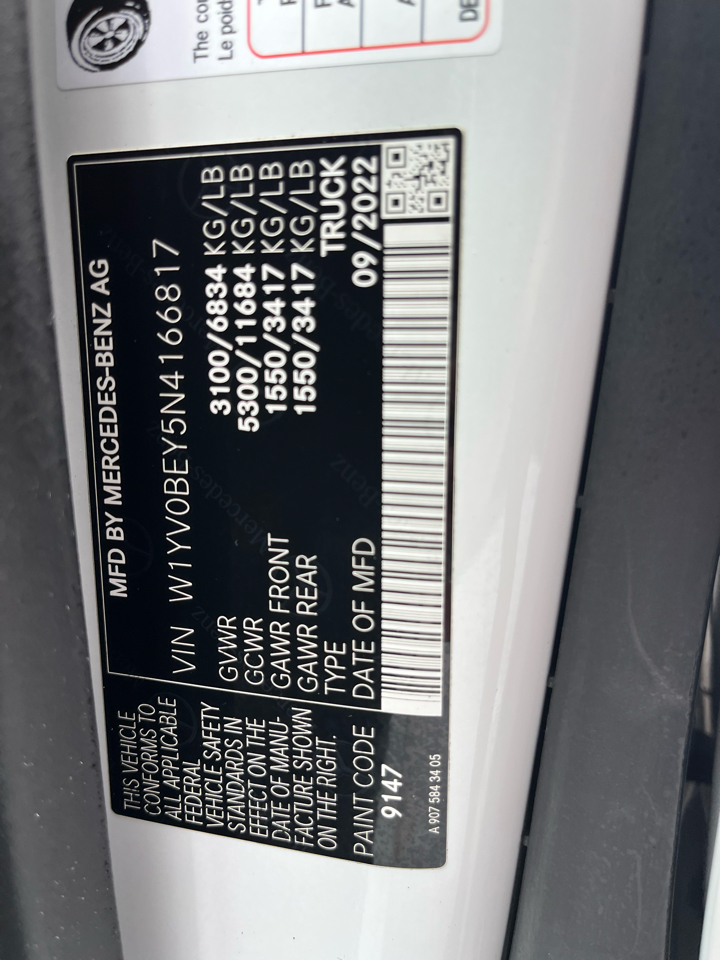 MFD BY MERCEDES-BENZ AG
VIN W1YV0BEY5N4166817
GVWR 3100/6834 KG/LB
GCWR 5300/11684 KG/LB
GAWR FRONT 1550/3417 KG/LB
GAWR REAR 1550/3417 KG/LB
TYPE TRUCK
DATE OF MFD 09/2022
THIS VEHICLE
CONFORMS TO
ALL APPLICABLE
FEDERAL
VEHICLE SAFETY
STANDARDS IN
EFFECT ON THE
DATE OF MANU-
FACTURE SHOWN
ON THE RIGHT.
PAINT CODE
9147
A 907 584 34 05
The
Le poid
DE